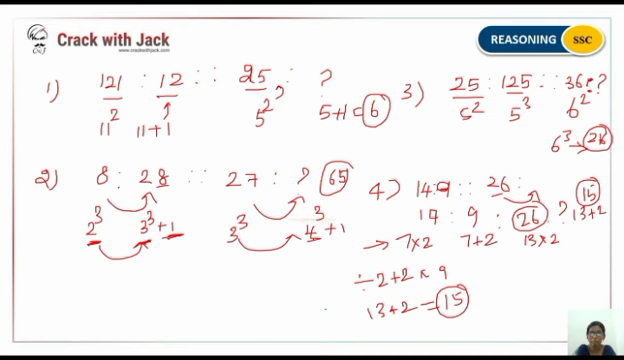 Crack with Jack
www.crackwithjack.com
REASONING SSC
1) 121 : 12 :: 25 : ?
11² 11+1 5² 5+1=6
2) 8 : 28 :: 27 : ? 65
2³ 3³+1 3³ 4³+1
3) 25 : 125 :: 36 : ?
5² 5³ 6²
6³ →
4) 14:9 :: 26 : 15
14 : 9 : 26 ? 13+2
→ 7×2 7+2 13×2
÷2+2 × 9
13+2=15